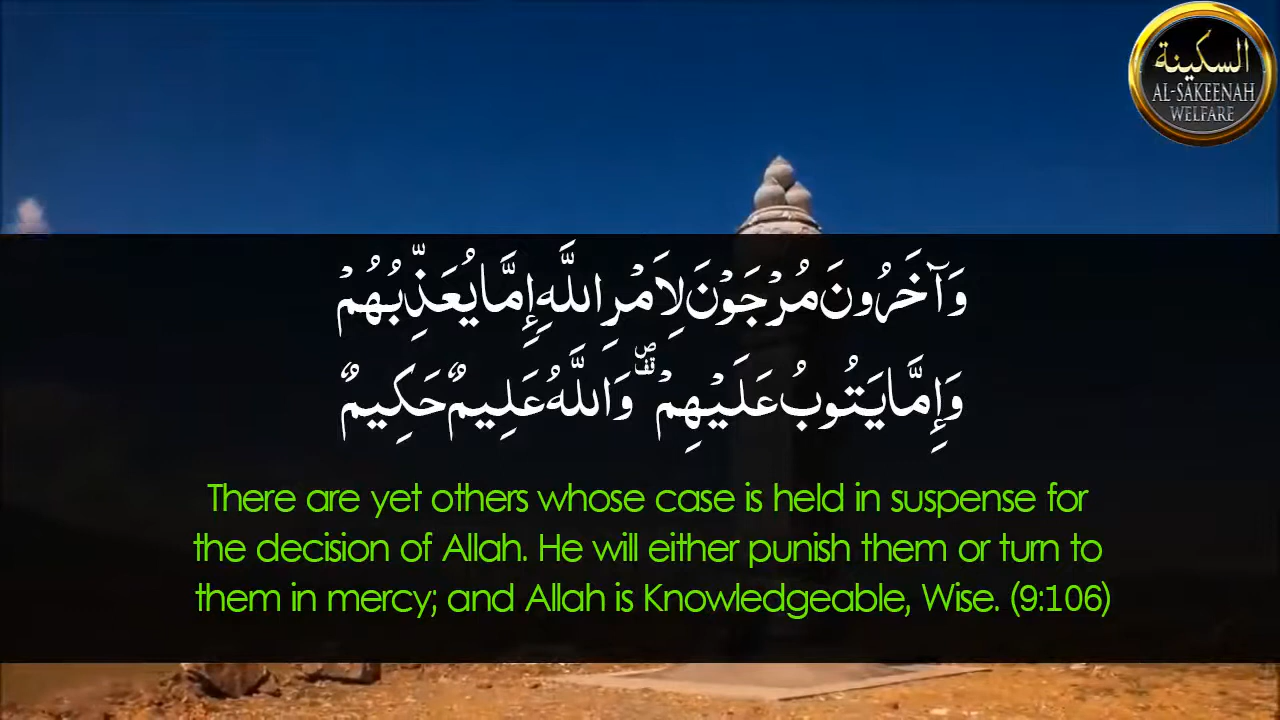 السكينة
AL-SAKEENAH
WELFARE
وَآخَرُونَ مُرْجَوْنَ لِأَمْرِ اللَّهِ إِمَّا يُعَذِّبُهُمْ
وَإِمَّا يَتُوبُ عَلَيْهِمْ ۗ وَاللَّهُ عَلِيمٌ حَكِيمٌ
There are yet others whose case is held in suspense for
the decision of Allah. He will either punish them or turn to
them in mercy; and Allah is Knowledgeable, Wise. (9:106)